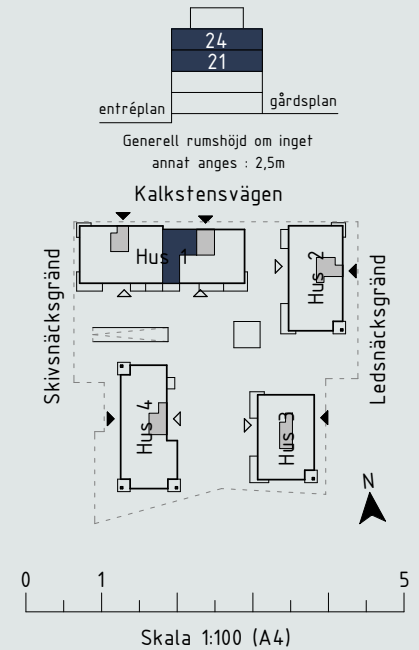 24
21
entréplan
gårdsplan
Generell rumshöjd om inget
annat anges : 2,5m
Kalkstensvägen
Hus 1
Hus 2
Skivsnäcksgränd
Ledsnäcksgränd
Hus 4
Hus 3
N
0 1 5
Skala 1:100 (A4)